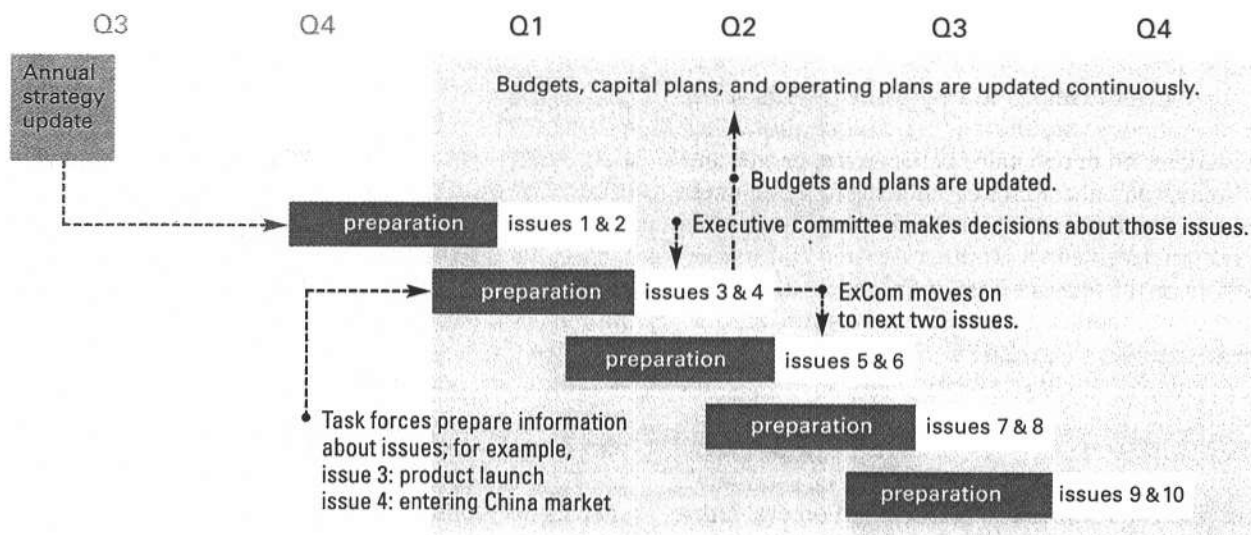 Q3 Q4 Q1 Q2 Q3 Q4
Annual
strategy
update
Budgets, capital plans, and operating plans are updated continuously.
Budgets and plans are updated.
preparation issues 1 & 2
Executive committee makes decisions about those issues.
preparation issues 3 & 4
ExCom moves on
to next two issues.
preparation issues 5 & 6
Task forces prepare information
about issues; for example,
issue 3: product launch
issue 4: entering China market
preparation issues 7 & 8
preparation issues 9 & 10